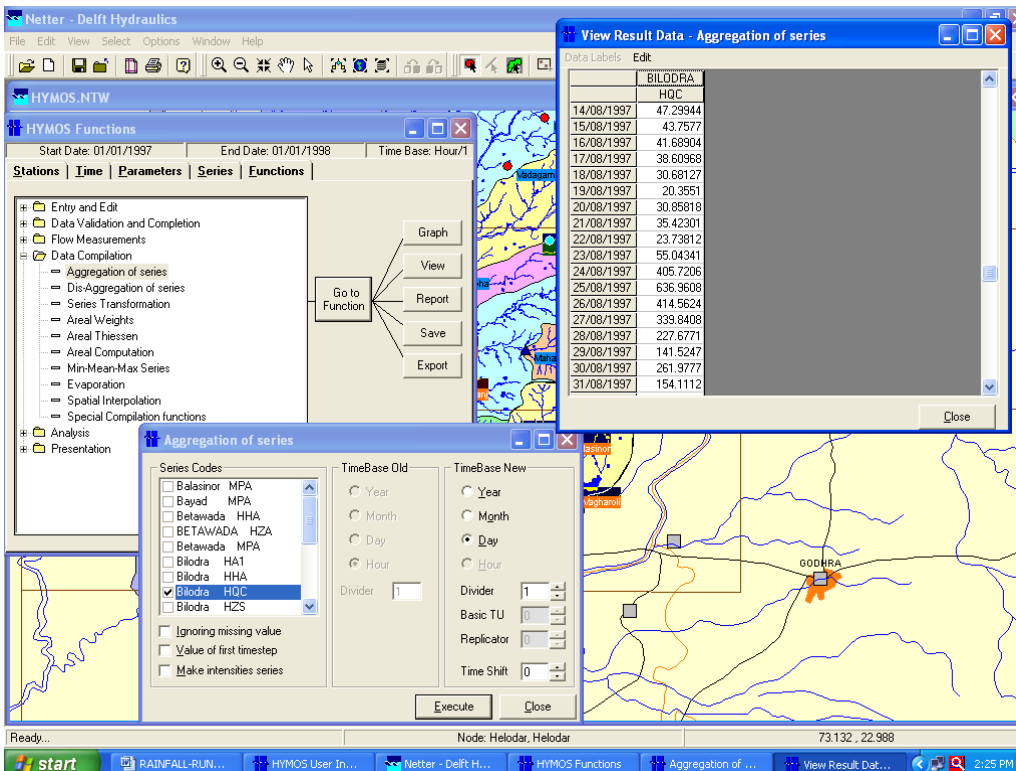 Netter - Delft Hydraulics
File Edit View Select Options Window Help
HYMOS.NTW
HYMOS Functions
Start Date: 01/01/1997 End Date: 01/01/1998 Time Base: Hour/1
Stations | Time | Parameters | Series | Functions |
Entry and Edit
Data Validation and Completion
Flow Measurements
Data Compilation
Aggregation of series
Dis-Aggregation of series
Series Transformation
Areal Weights
Areal Thiessen
Areal Computation
Min-Mean-Max Series
Evaporation
Spatial Interpolation
Special Compilation functions
Analysis
Presentation
Go to
Function
Graph
View
Report
Save
Export
View Result Data - Aggregation of series
Data Labels Edit
BILODRA
HQC
14/08/1997 47.29944
15/08/1997 43.7577
16/08/1997 41.68904
17/08/1997 38.60968
18/08/1997 30.68127
19/08/1997 20.3551
20/08/1997 30.85818
21/08/1997 35.42301
22/08/1997 23.73812
23/08/1997 55.04341
24/08/1997 405.7206
25/08/1997 636.9608
26/08/1997 414.5624
27/08/1997 339.8408
28/08/1997 227.6771
29/08/1997 141.5247
30/08/1997 261.9777
31/08/1997 154.1112
Close
Aggregation of series
Series Codes
Balasinor MPA
Bayad MPA
Betawada HHA
BETAWADA HZA
Betawada MPA
Bilodra HA1
Bilodra HHA
Bilodra HQC
Bilodra HZS
Ignoring missing value
Value of first timestep
Make intensities series
TimeBase Old
Year
Month
Day
Hour
Divider 1
TimeBase New
Year
Month
Day
Hour
Divider 1
Basic TU 0
Replicator 0
Time Shift 0
Execute Close
GODHRA
Ready... Node: Helodar, Helodar 73.132 , 22.988
start RAINFALL-RUN... HYMOS User In... Netter - Delft H... HYMOS Functions Aggregation of ... View Result Dat... 2:25 PM